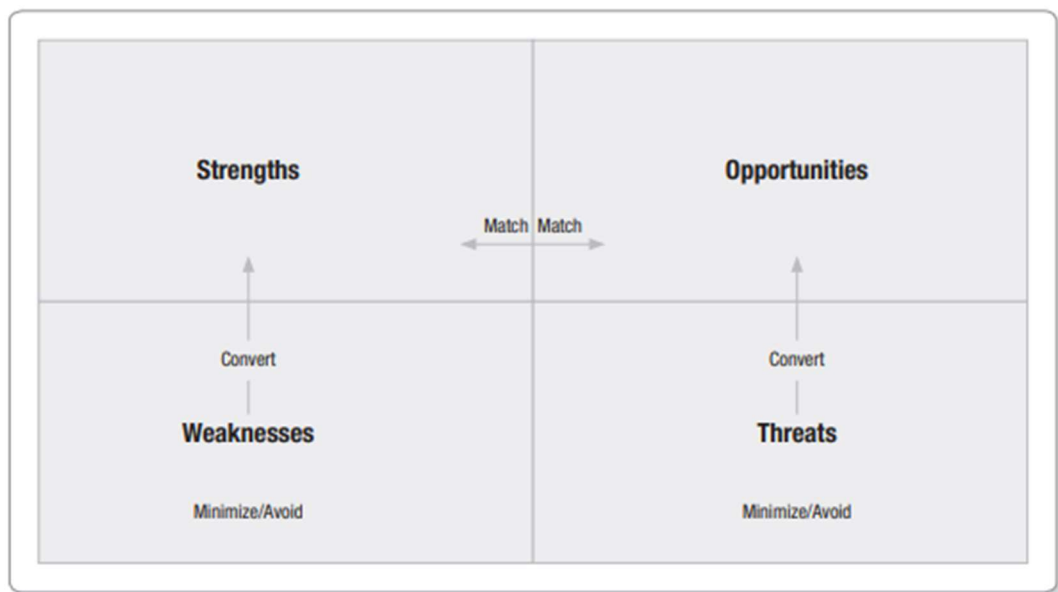 Strengths
Opportunities
Match Match
Convert
Convert
Weaknesses
Threats
Minimize/Avoid
Minimize/Avoid